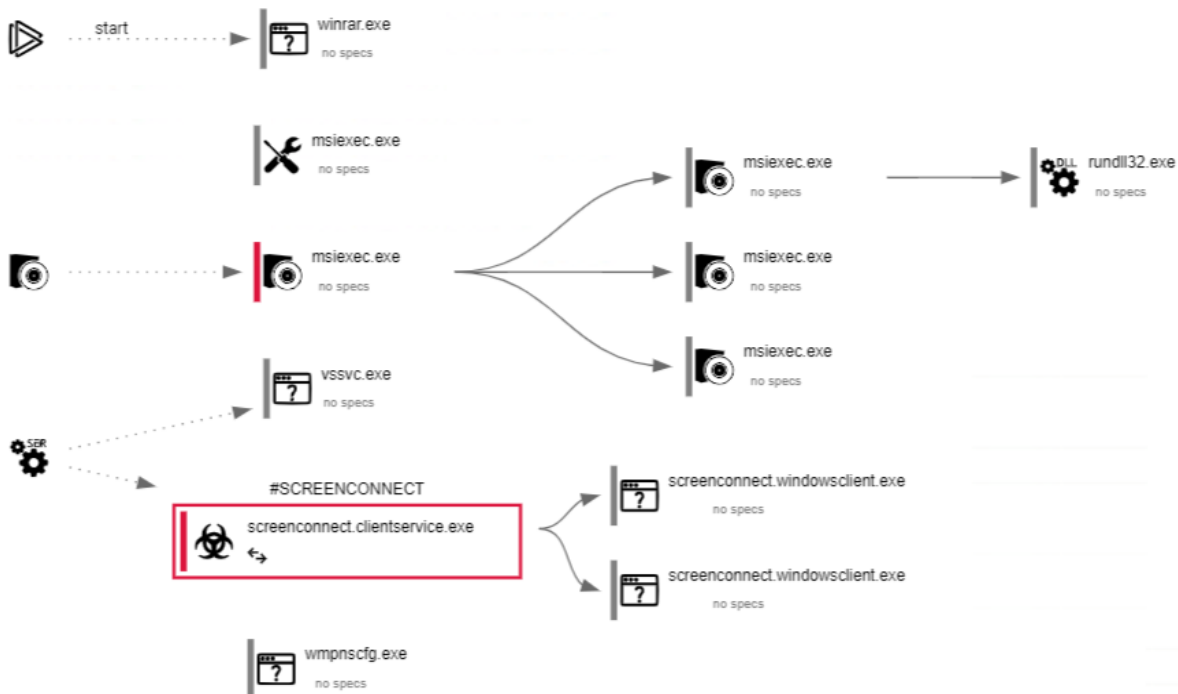 start
winrar.exe
no specs
msiexec.exe
no specs
msiexec.exe
no specs
DLL
rundll32.exe
no specs
msiexec.exe
no specs
msiexec.exe
no specs
msiexec.exe
no specs
vssvc.exe
no specs
SER
#SCREENCONNECT
screenconnect.clientservice.exe
screenconnect.windowsclient.exe
no specs
screenconnect.windowsclient.exe
no specs
wmpnscfg.exe
no specs